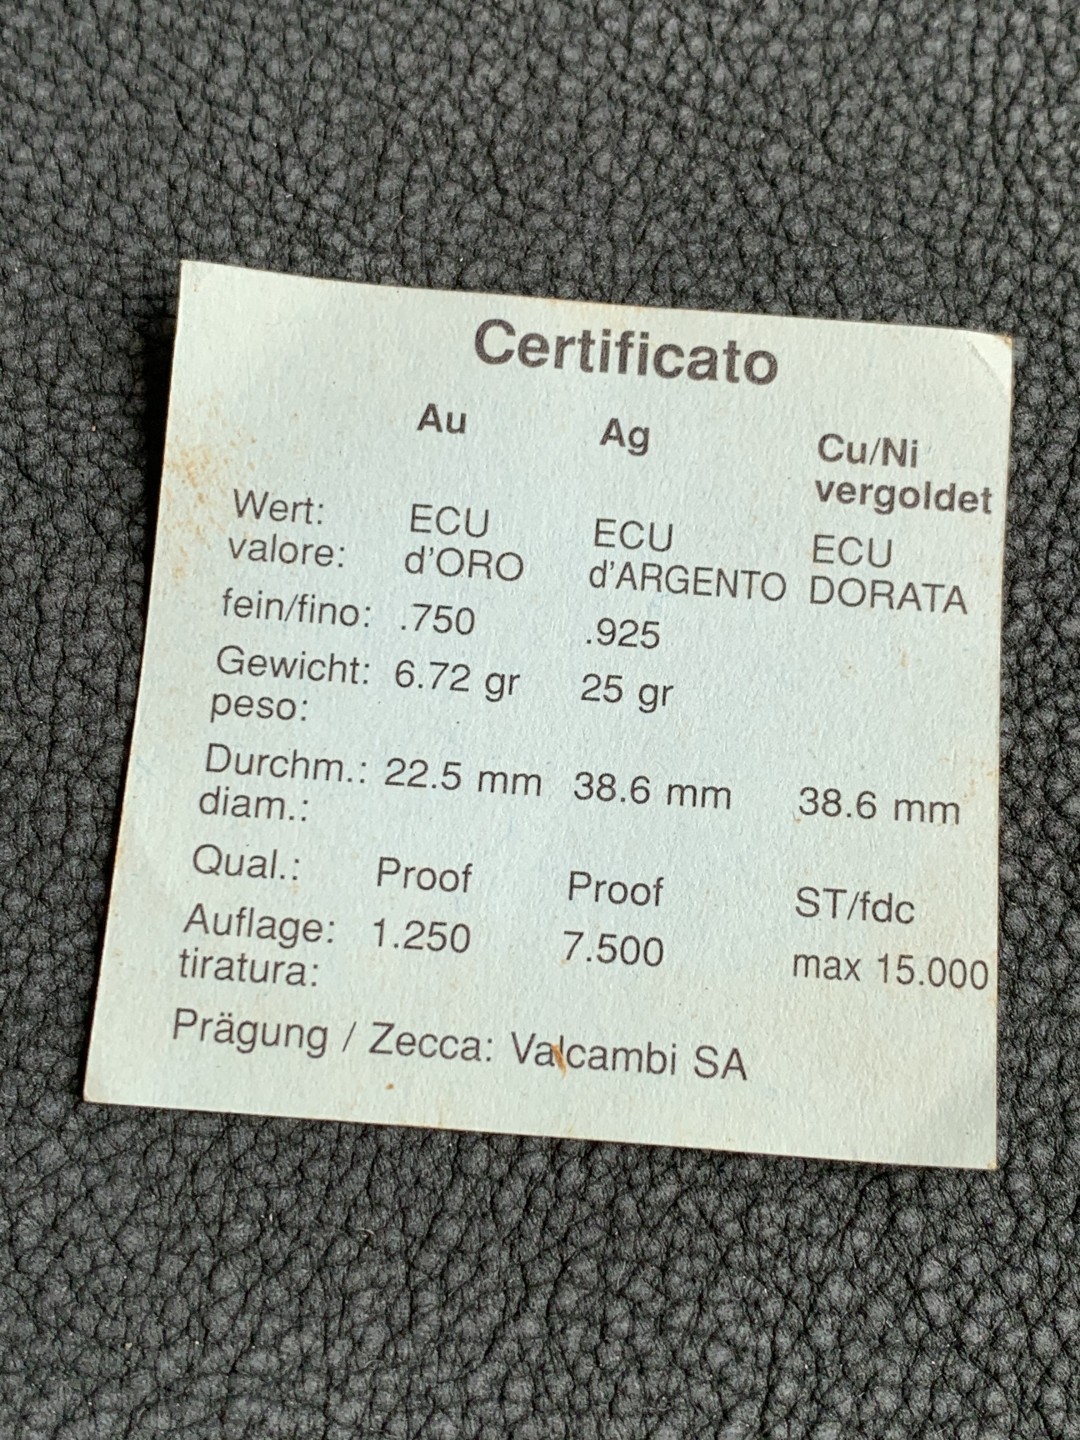 Certificato
Au Ag Cu/Ni
vergoldet
Wert: ECU ECU ECU
valore: d'ORO d'ARGENTO DORATA
fein/fino: .750 .925
Gewicht: 6.72 gr 25 gr
peso:
Durchm.: 22.5 mm 38.6 mm 38.6 mm
diam.:
Qual.: Proof Proof ST/fdc
Auflage: 1.250 7.500 max 15.000
tiratura:
Prägung / Zecca: Valcambi SA